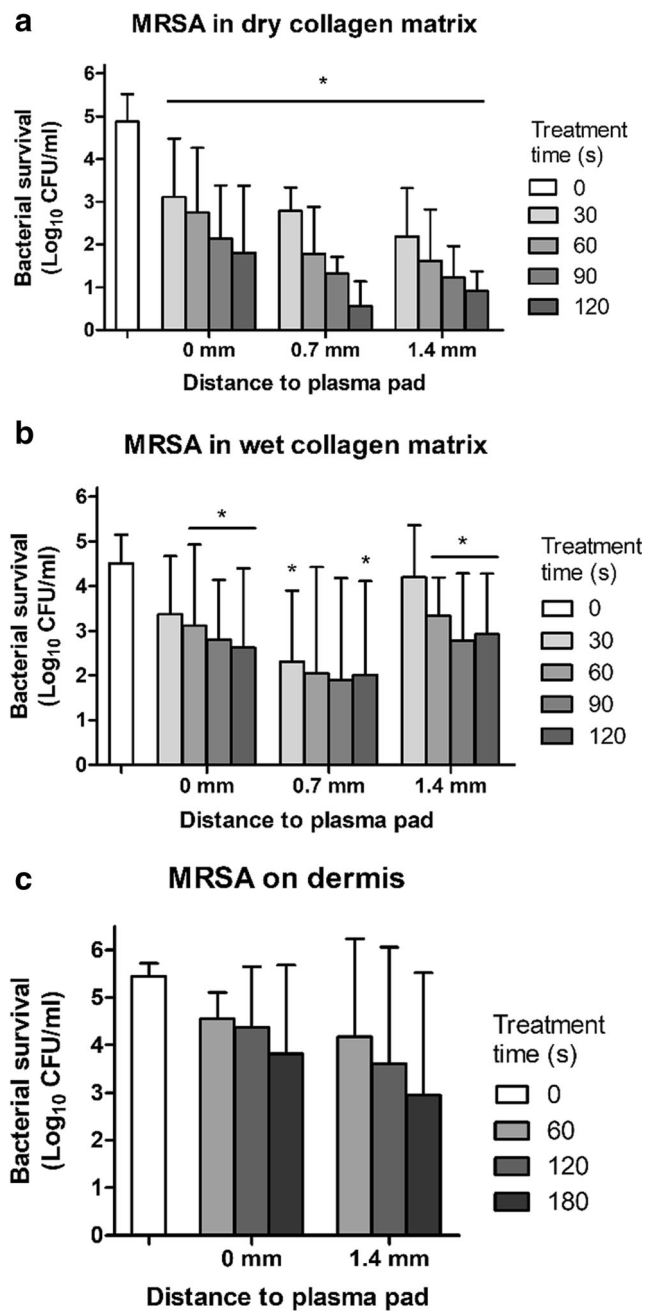 a
MRSA in dry collagen matrix
Bacterial survival
(Log10 CFU/ml)
6
5
4
3
2
1
0
*
0 mm
0.7 mm
1.4 mm
Distance to plasma pad
Treatment
time (s)
0
30
60
90
120
b
MRSA in wet collagen matrix
Bacterial survival
(Log10 CFU/ml)
6
5
4
3
2
1
0
*
*
*
*
0 mm
0.7 mm
1.4 mm
Distance to plasma pad
Treatment
time (s)
0
30
60
90
120
c
MRSA on dermis
Bacterial survival
(Log10 CFU/ml)
6
5
4
3
2
1
0
0 mm
1.4 mm
Distance to plasma pad
Treatment
time (s)
0
60
120
180